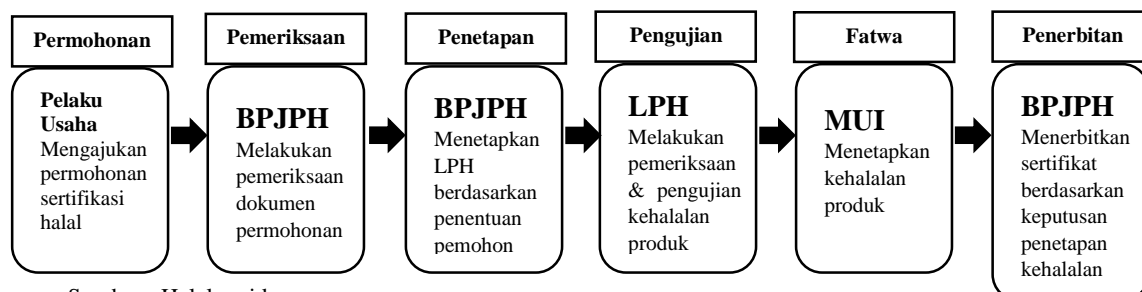 Permohonan
Pemeriksaan
Penetapan
Pengujian
Fatwa
Penerbitan
Pelaku
Usaha
Mengajukan
permohonan
sertifikasi
halal
BPJPH
Melakukan
pemeriksaan
dokumen
permohonan
BPJPH
Menetapkan
LPH
berdasarkan
penentuan
pemohon
LPH
Melakukan
pemeriksaan
& pengujian
kehalalan
produk
MUI
Menetapkan
kehalalan
produk
BPJPH
Menerbitkan
sertifikat
berdasarkan
keputusan
penetapan
kehalalan